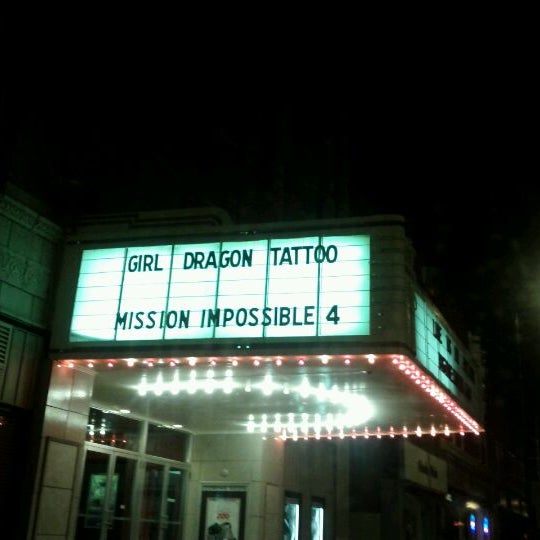 GIRL DRAGON TATTOO
MISSION IMPOSSIBLE 4